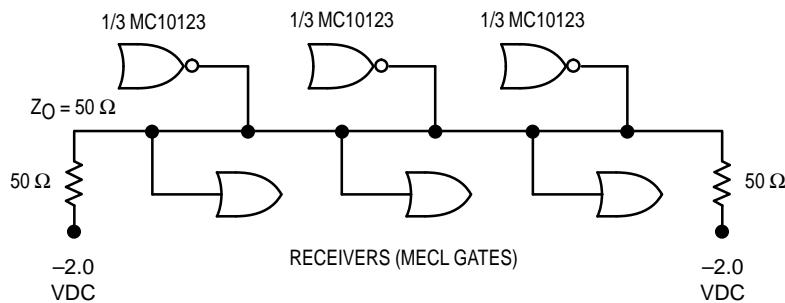 1/3 MC10123
1/3 MC10123
1/3 MC10123
ZO = 50 Ω
50 Ω
50 Ω
–2.0
VDC
RECEIVERS (MECL GATES)
–2.0
VDC